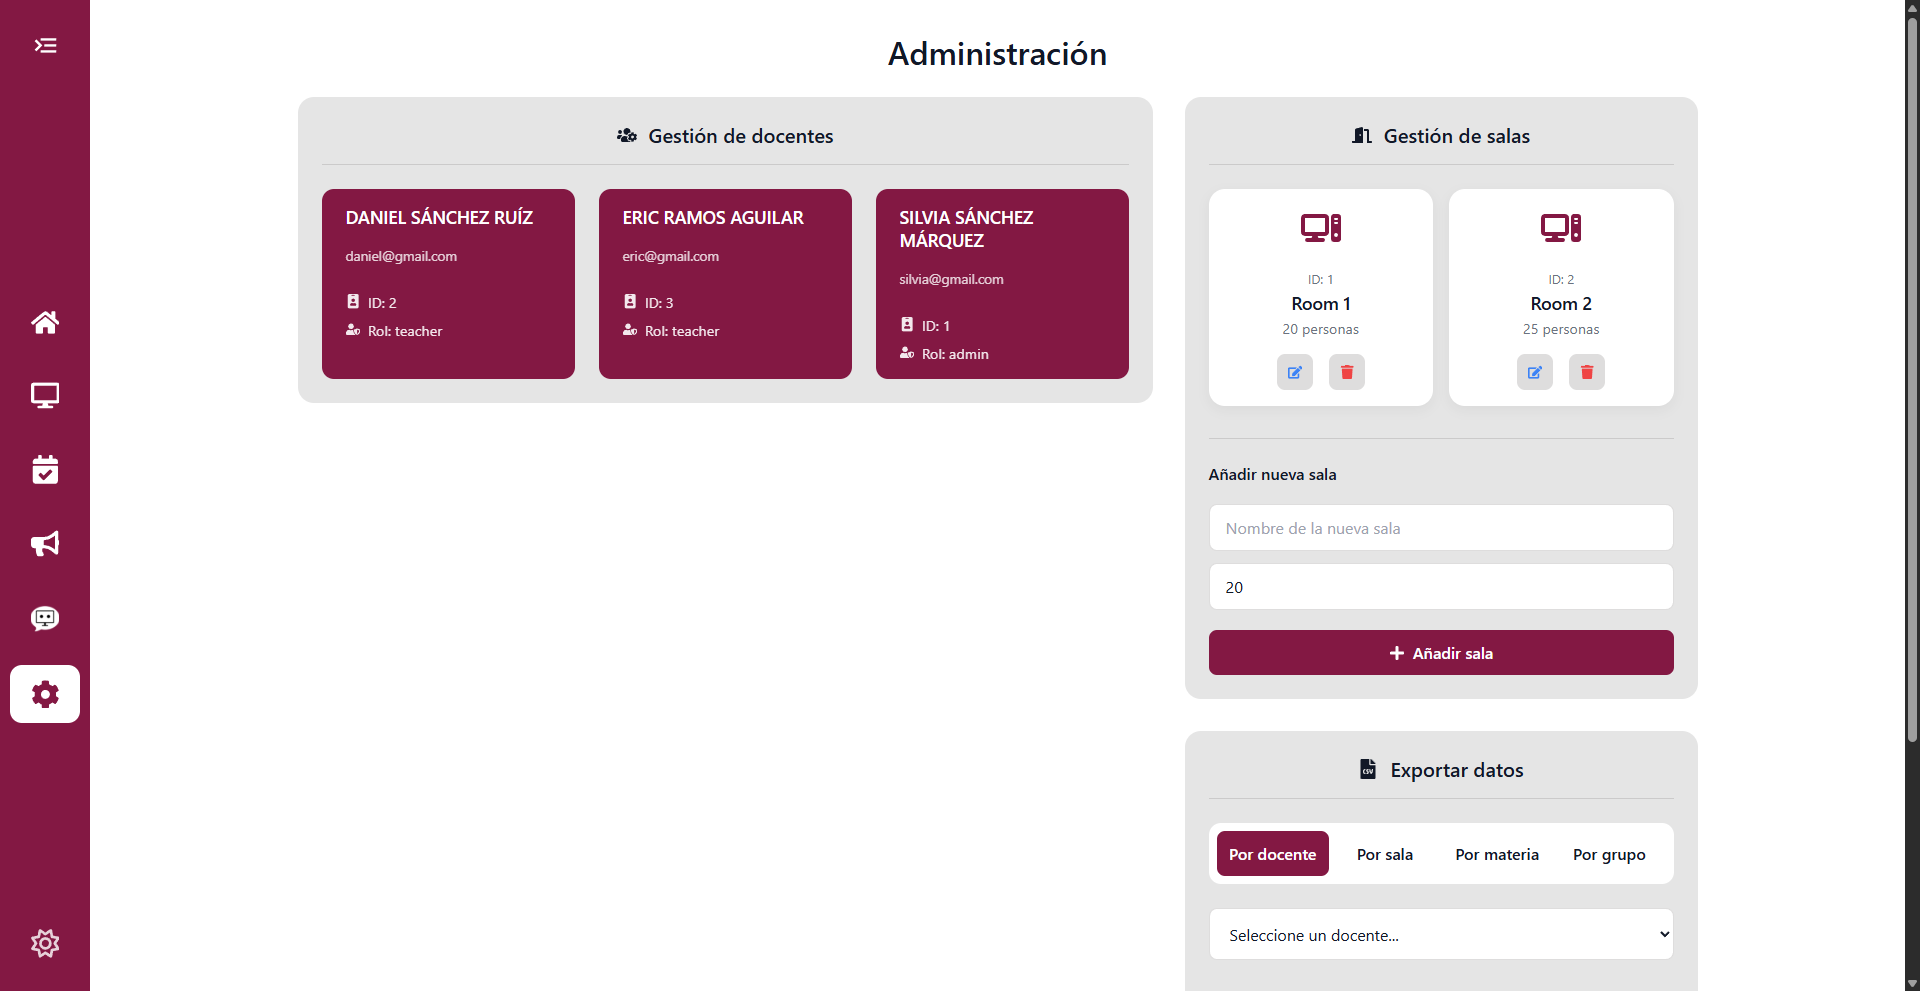 Administración
Gestión de docentes
DANIEL SÁNCHEZ RUÍZ
daniel@gmail.com
ID: 2
Rol: teacher
ERIC RAMOS AGUILAR
eric@gmail.com
ID: 3
Rol: teacher
SILVIA SÁNCHEZ
MÁRQUEZ
silvia@gmail.com
ID: 1
Rol: admin
Gestión de salas
ID: 1
Room 1
20 personas
ID: 2
Room 2
25 personas
Añadir nueva sala
Nombre de la nueva sala
20
Añadir sala
CSV
Exportar datos
Por docente
Por sala
Por materia
Por grupo
Seleccione un docente...